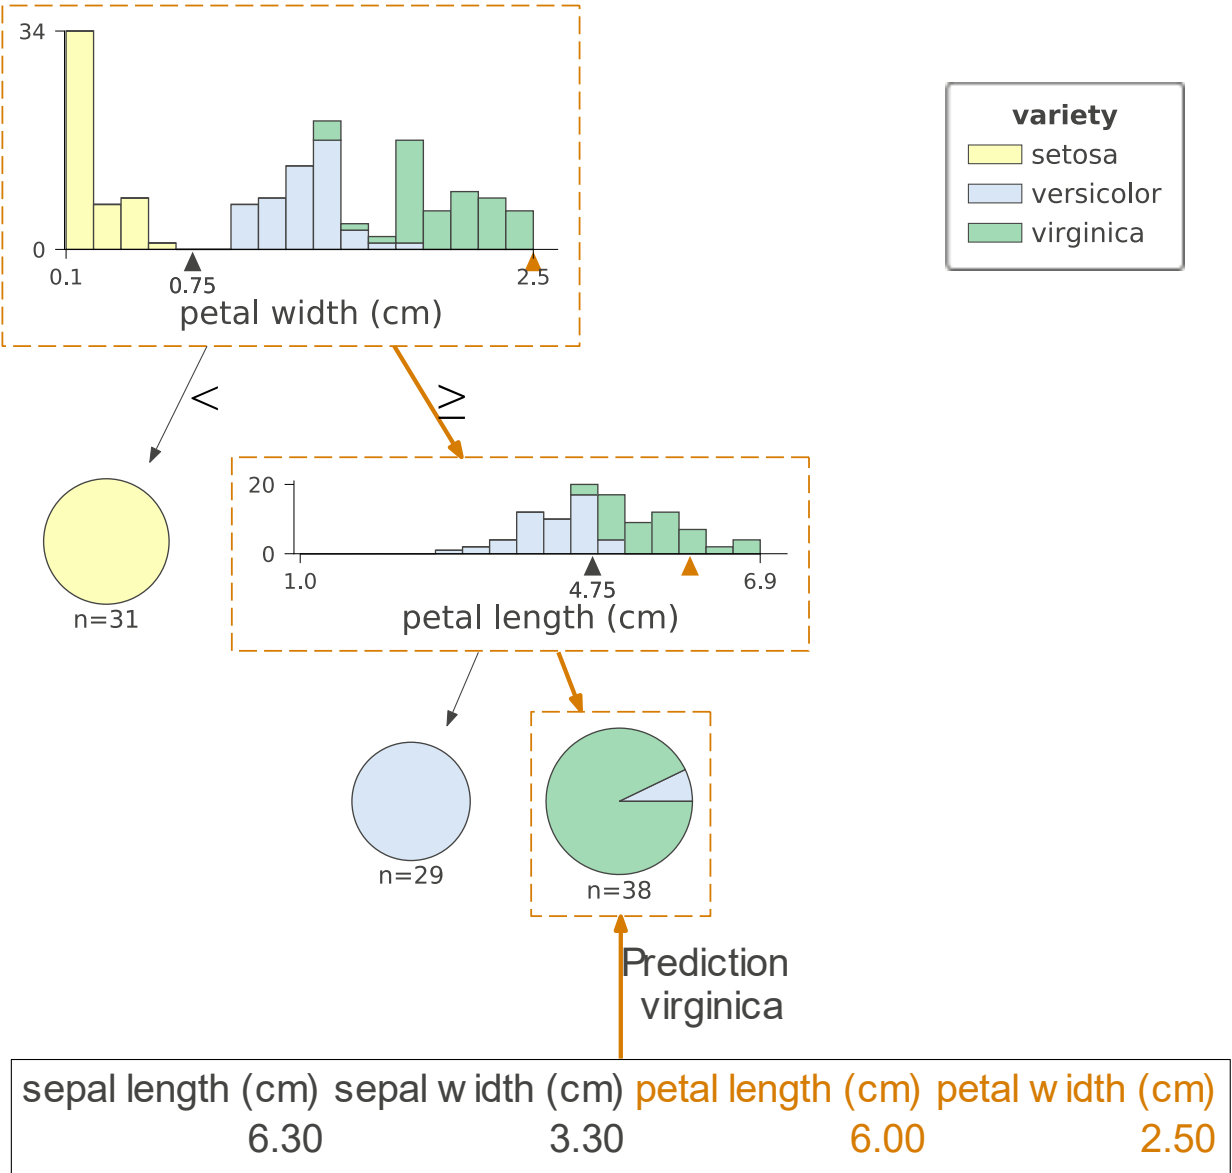 34
0
0.1
0.75
2.5
petal width (cm)
variety
setosa
versicolor
virginica
<
≥
20
0
1.0
4.75
6.9
petal length (cm)
n=31
n=29
n=38
Prediction
virginica
sepal length (cm) sepal width (cm) petal length (cm) petal width (cm)
6.30 3.30 6.00 2.50